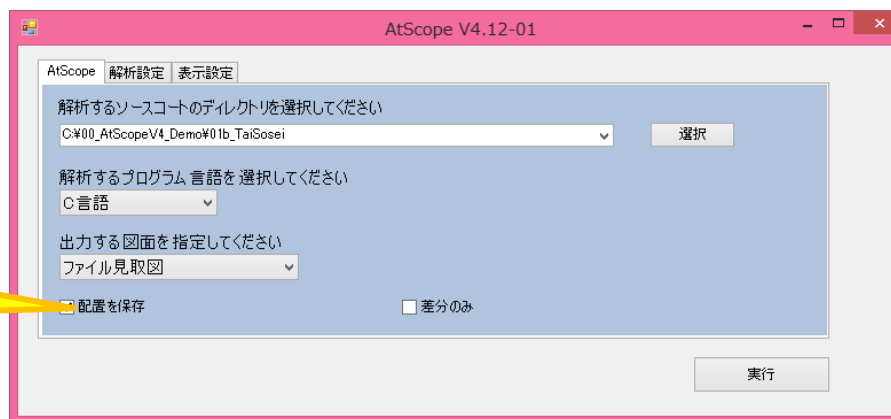 AtScope V4.12-01
AtScope 解析設定 表示設定
解析するソースコートのディレクトリを選択してください
C:¥00_AtScopeV4_Demo¥01b_TaiSosei 選択
解析するプログラム言語を選択してください
C言語
出力する図面を指定してください
ファイル見取図
配置を保存 差分のみ
実行